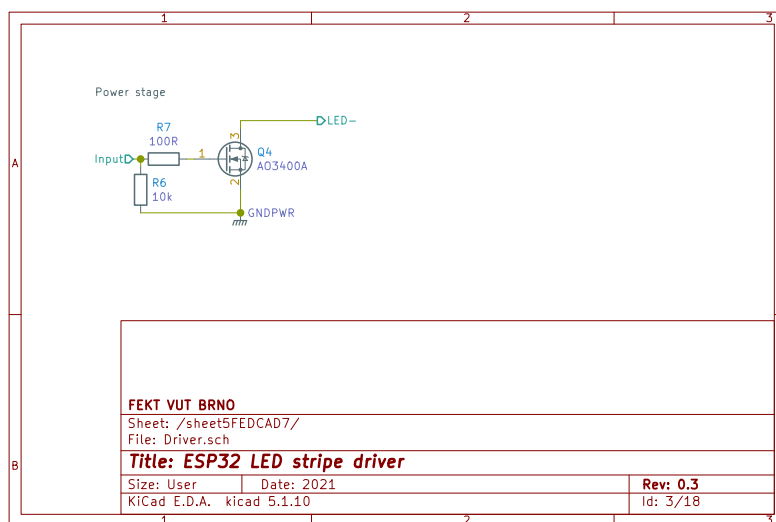 1 2 3
Power stage
LED-
R7
100R
3
Input
1
Q4
AO3400A
A
R6
10k
2
GNDPWR
FEKT VUT BRNO
Sheet: /sheet5FEDCAD7/
File: Driver.sch
B
Title: ESP32 LED stripe driver
Size: User Date: 2021 Rev: 0.3
KiCad E.D.A. kicad 5.1.10 Id: 3/18
1 2 3